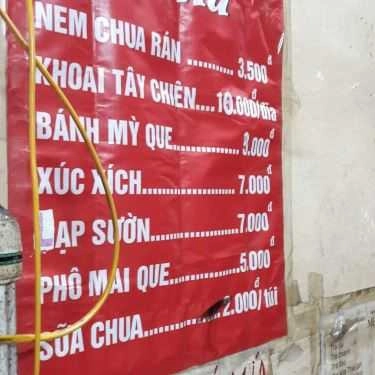 NEM CHUA RÁN ........ 3.500đ
KHOAI TÂY CHIÊN.... 10.000đ/đĩa
BÁNH MỲ QUE ........... 3.000đ
XÚC XÍCH................ 7.000đ
ẠP SƯỜN................ 7.000đ
PHÔ MAI QUE ........... 5.000đ
SỮA CHUA............ 2.000đ/ túi